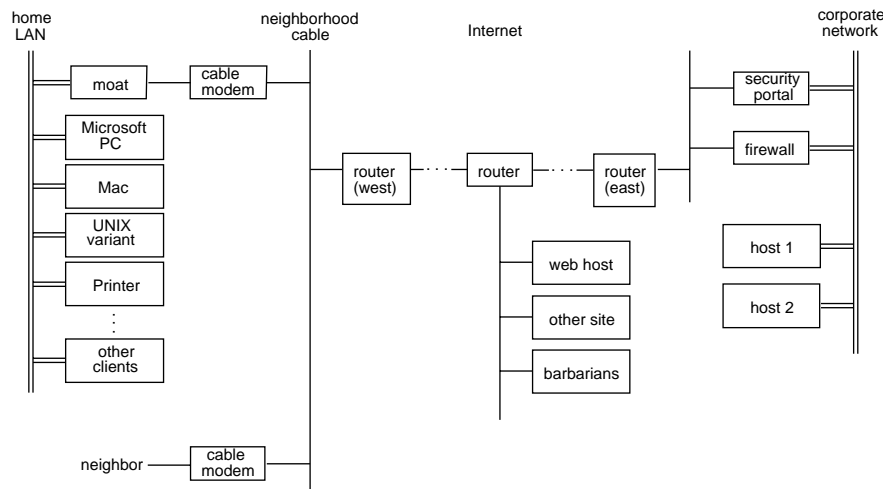 home
LAN
neighborhood
cable
Internet
corporate
network
moat
cable
modem
security
portal
Microsoft
PC
firewall
router
(west)
router
router
(east)
Mac
UNIX
variant
web host
host 1
Printer
other site
host 2
other
clients
barbarians
neighbor
cable
modem